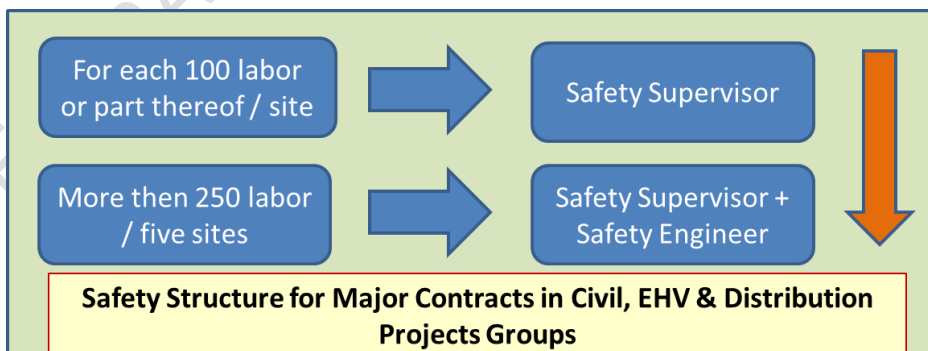 For each 100 labor
or part thereof / site
Safety Supervisor
More then 250 labor
/ five sites
Safety Supervisor +
Safety Engineer
Safety Structure for Major Contracts in Civil, EHV & Distribution
Projects Groups